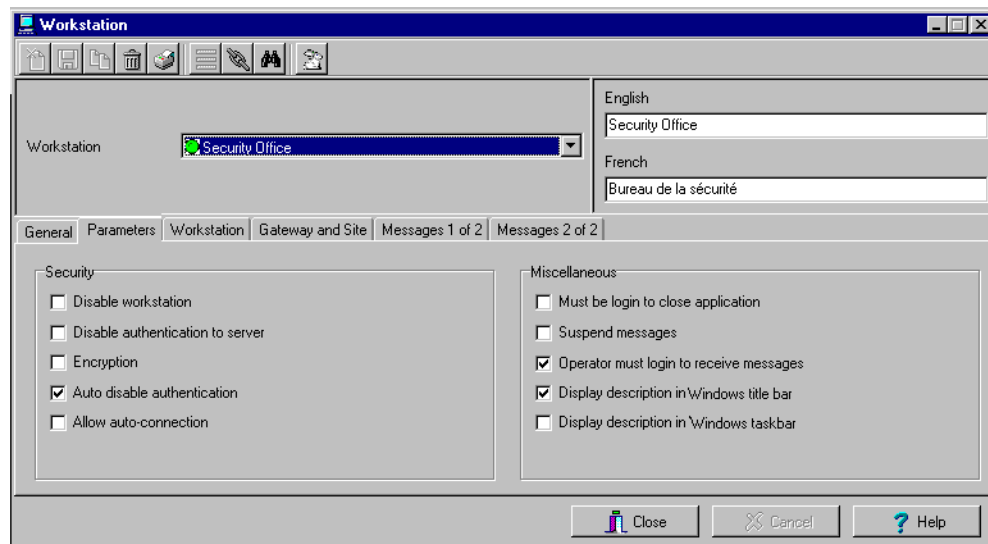 Workstation
English
Security Office
Workstation
Security Office
French
Bureau de la sécurité
General Parameters Workstation Gateway and Site Messages 1 of 2 Messages 2 of 2
Security
Disable workstation
Disable authentication to server
Encryption
Auto disable authentication
Allow auto-connection
Miscellaneous
Must be login to close application
Suspend messages
Operator must login to receive messages
Display description in Windows title bar
Display description in Windows taskbar
Close Cancel Help